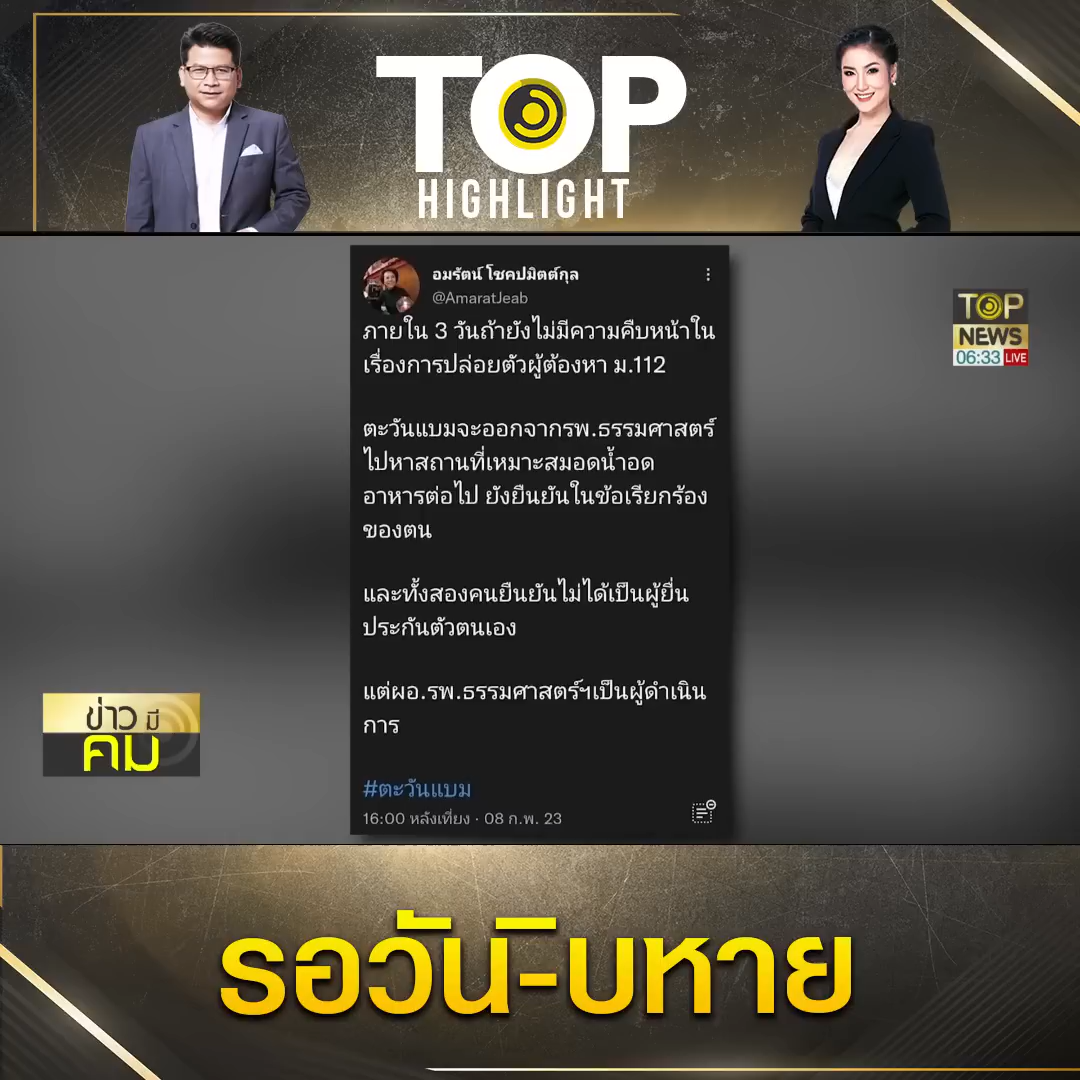 TOP
HIGHLIGHT
อมรัตน์ โชคปมิตต์กุล
@AmaratJeab
ภายใน 3 วันถ้ายังไม่มีความคืบหน้าใน
เรื่องการปล่อยตัวผู้ต้องหา ม.112
ตะวันแบมจะออกจากรพ.ธรรมศาสตร์
ไปหาสถานที่เหมาะสมอดน้ำอด
อาหารต่อไป ยังยืนยันในข้อเรียกร้อง
ของตน
และทั้งสองคนยืนยันไม่ได้เป็นผู้ยื่น
ประกันตัวตนเอง
แต่ผอ.รพ.ธรรมศาสตร์ฯเป็นผู้ดำเนิน
การ
#ตะวันแบม
16:00 หลังเที่ยง · 08 ก.พ. 23
TOP
NEWS
06:33 LIVE
ข่าวมี
คม
รอวัน-ิบหาย